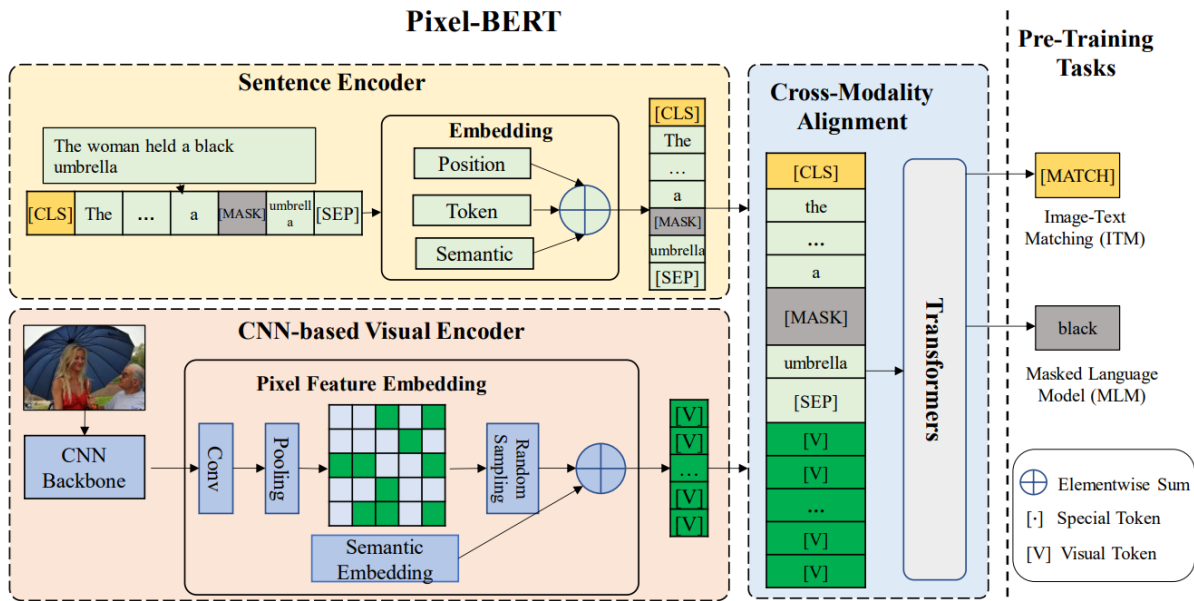 Pixel-BERT
Pre-Training
Tasks
Sentence Encoder
The woman held a black
umbrella
[CLS]
The
...
a
[MASK]
umbrell
a
[SEP]
Embedding
Position
Token
Semantic
[CLS]
The
...
a
[MASK]
umbrella
[SEP]
CNN-based Visual Encoder
CNN
Backbone
Pixel Feature Embedding
Conv
Pooling
Random
Sampling
Semantic
Embedding
[V]
[V]
...
[V]
[V]
Cross-Modality
Alignment
[CLS]
the
...
a
[MASK]
umbrella
[SEP]
[V]
[V]
...
[V]
[V]
Transformers
[MATCH]
Image-Text
Matching (ITM)
black
Masked Language
Model (MLM)
Elementwise Sum
[·] Special Token
[V] Visual Token